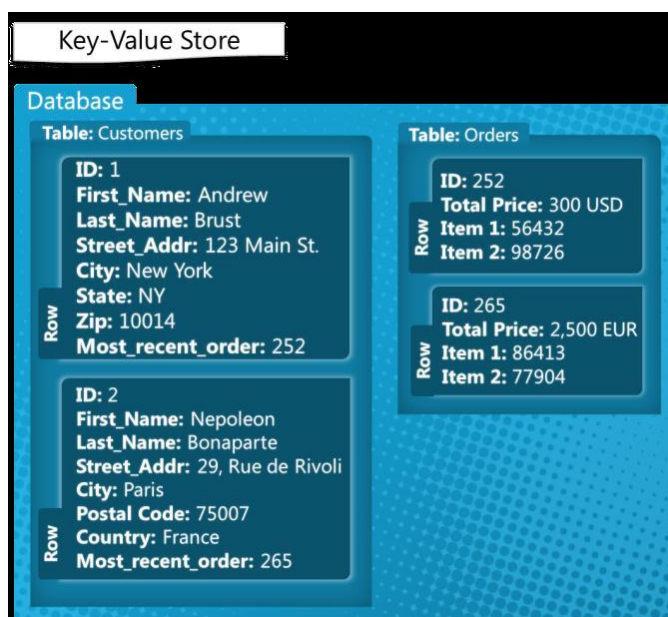 Key-Value Store
Database
Table: Customers
ID: 1
First_Name: Andrew
Last_Name: Brust
Street_Addr: 123 Main St.
City: New York
State: NY
Zip: 10014
Most_recent_order: 252
Row
ID: 2
First_Name: Nepoleon
Last_Name: Bonaparte
Street_Addr: 29, Rue de Rivoli
City: Paris
Postal Code: 75007
Country: France
Most_recent_order: 265
Row
Table: Orders
ID: 252
Total Price: 300 USD
Item 1: 56432
Item 2: 98726
Row
ID: 265
Total Price: 2,500 EUR
Item 1: 86413
Item 2: 77904
Row